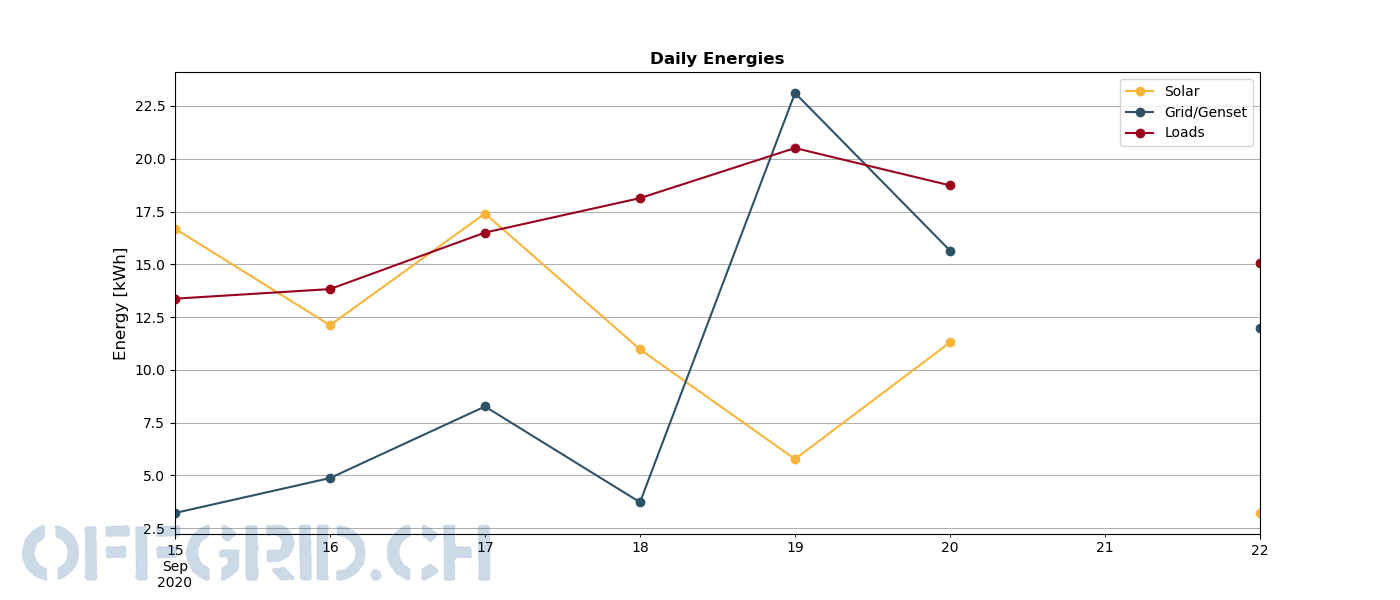 Daily Energies
Solar
Grid/Genset
Loads
Energy [kWh]
22.5
20.0
17.5
15.0
12.5
10.0
7.5
5.0
2.5
15 16 17 18 19 20 21 22
Sep
2020
OFFGRID.CH